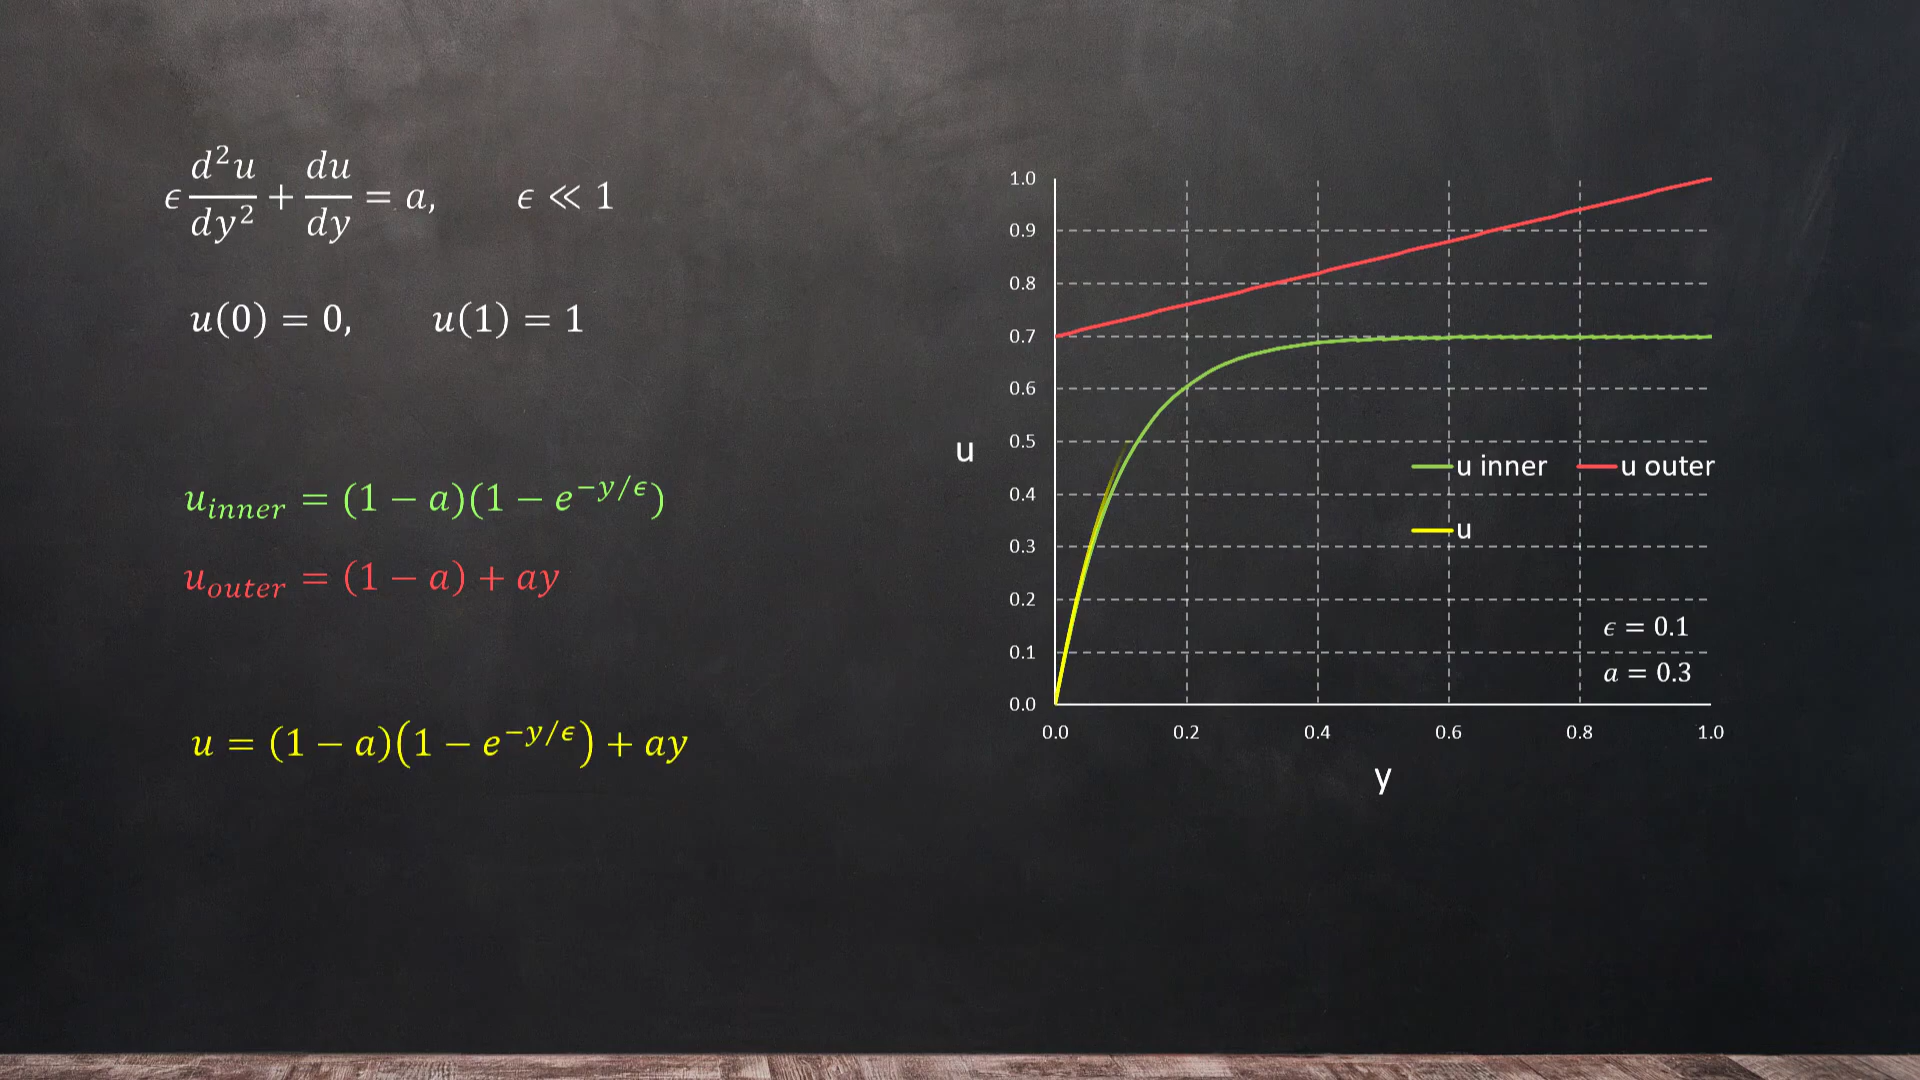 ϵ d²u/dy² + du/dy = a, ϵ ≪ 1
u(0) = 0, u(1) = 1
u_inner = (1 − a)(1 − e^(−y/ϵ))
u_outer = (1 − a) + ay
u = (1 − a)(1 − e^(−y/ϵ)) + ay
1.0
0.9
0.8
0.7
0.6
0.5
0.4
0.3
0.2
0.1
0.0
u
u inner u outer
u
ϵ = 0.1
a = 0.3
0.0 0.2 0.4 0.6 0.8 1.0
y